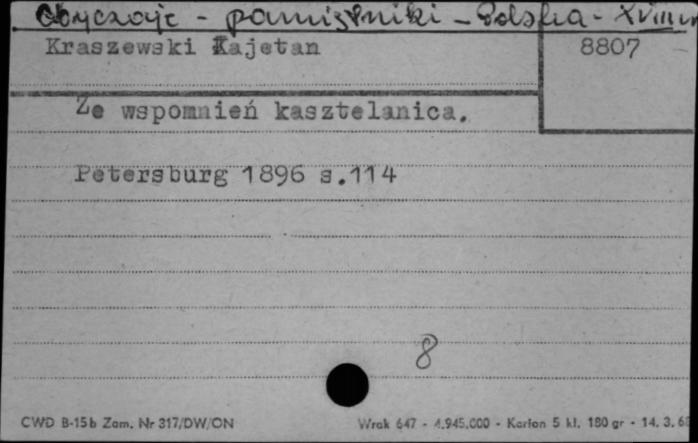 Obyczaje - pamiętniki - Polska - XVIII w
Kraszewski Kajetan
8807
Ze wspomnień kasztelanica.
Petersburg 1896 s.114
8
CWD B-15b Zam. Nr 317/DW/ON
Wrak 647 - 4.945.000 - Karton 5 kl. 180 gr - 14. 3. 6